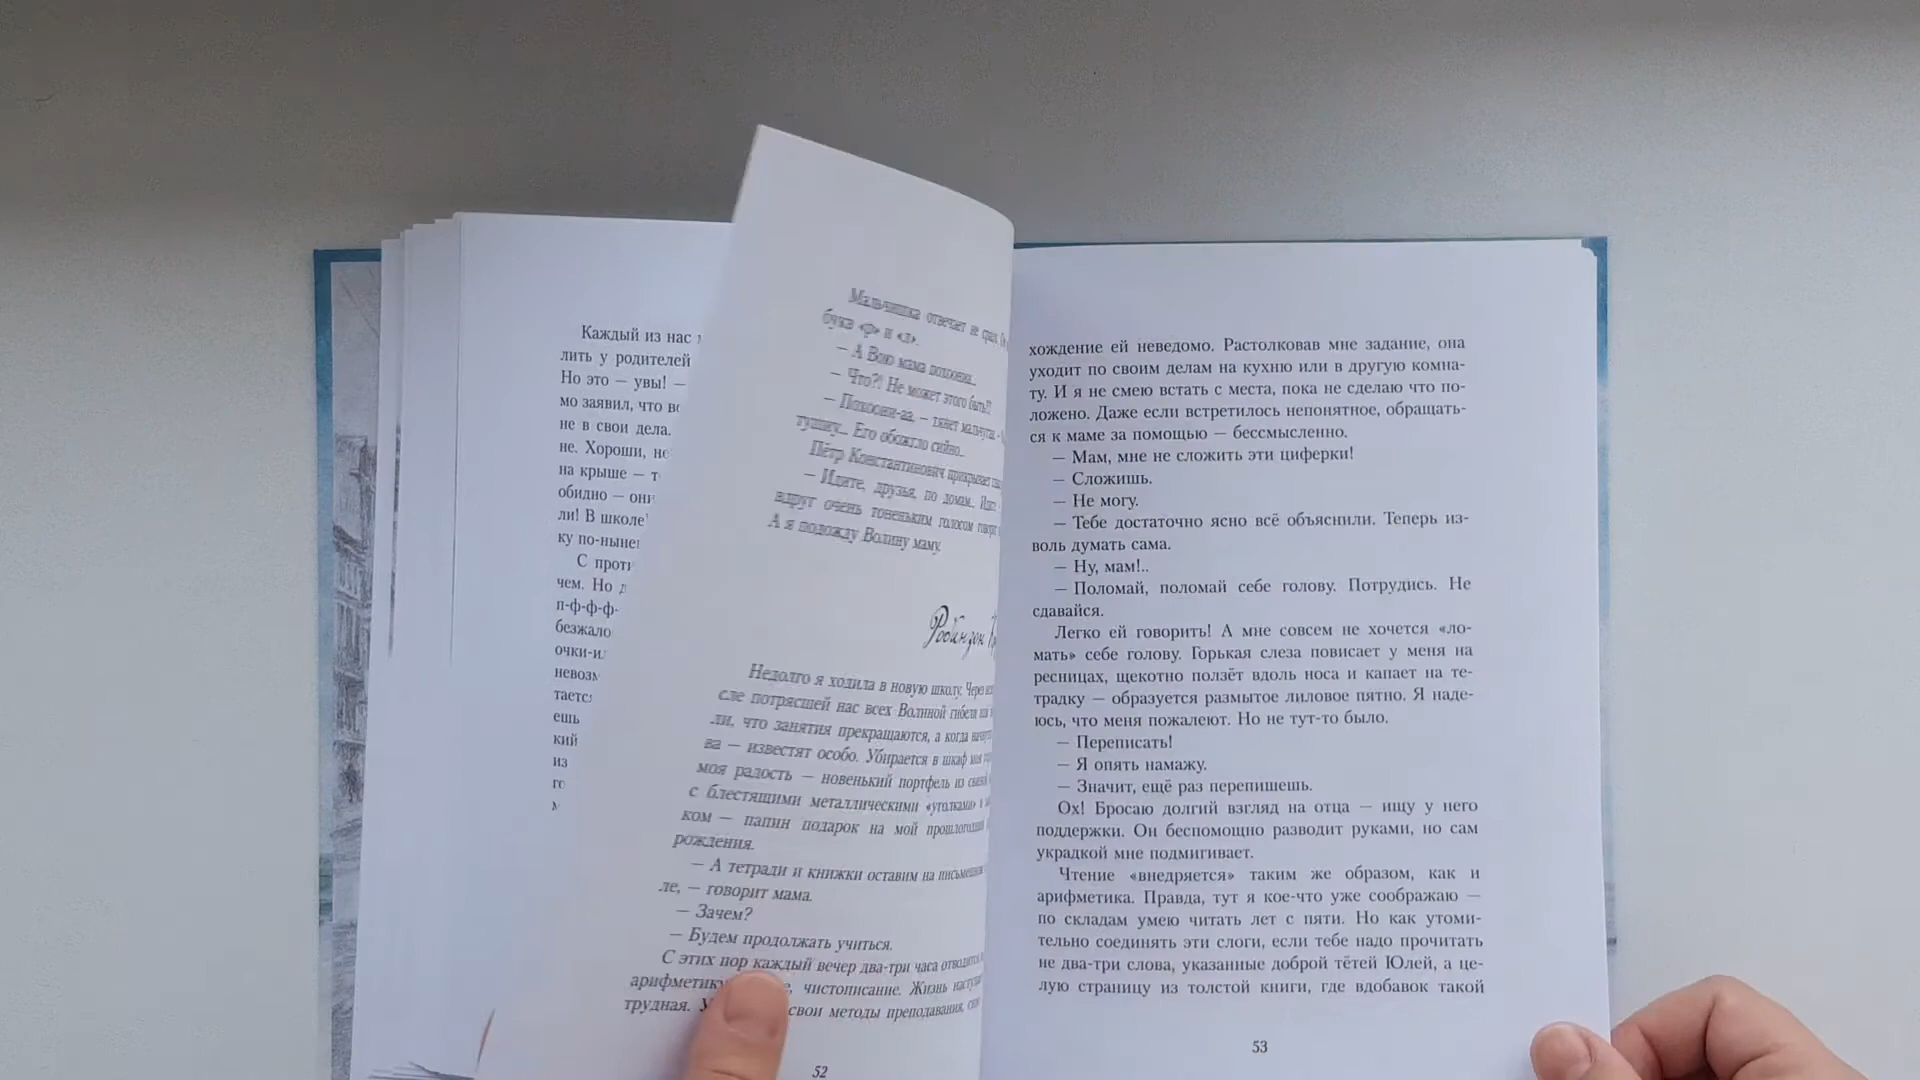 Каждый из нас
лить у родителей
Но это — увы! —
мо заявил, что
не в свои дела.
не. Хороши,
на крыше —
обидно —
ли! В школе
ку по-ныне
С
чем. Но
п-ф-ф-ф-
безжало
очки-
невозм
тается
ешь
кий
из
го
Мальчишка отвечает не сразу.
букв «р» и «л».
— А Вою мама похоони...
— Что?! Не может этого быть!!
— Похоони-аа, — тянет мальчуган. -
тушку... Его обожгло сийно...
Пётр Константинович прикрывает
— Идите, друзья, по домам... Идите
вдруг очень тоненьким голосом говорит
А я подожду Волину маму.
Робинзон
Недолго я ходила в новую школу. Через
сле потрясшей нас всех Волиной гибели
ли, что занятия прекращаются, а когда
ва — известят особо. Убирается в шкаф моя
моя радость — новенький портфель из
с блестящими металлическими «уголками» и
ком — папин подарок на мой прошлогодний
рождения.
— А тетради и книжки оставим на письменном
ле, — говорит мама.
— Зачем?
— Будем продолжать учиться.
С этих пор каждый вечер два-три часа отводится
арифметику, чистописание. Жизнь
трудная. свои методы преподавания,
52
хождение ей неведомо. Растолковав мне задание, она
уходит по своим делам на кухню или в другую комна-
ту. И я не смею встать с места, пока не сделаю что по-
ложено. Даже если встретилось непонятное, обращать-
ся к маме за помощью — бессмысленно.
— Мам, мне не сложить эти циферки!
— Сложишь.
— Не могу.
— Тебе достаточно ясно всё объяснили. Теперь из-
воль думать сама.
— Ну, мам!..
— Поломай, поломай себе голову. Потрудись. Не
сдавайся.
Легко ей говорить! А мне совсем не хочется «ло-
мать» себе голову. Горькая слеза повисает у меня на
ресницах, щекотно ползёт вдоль носа и капает на те-
традку — образуется размытое лиловое пятно. Я наде-
юсь, что меня пожалеют. Но не тут-то было.
— Переписать!
— Я опять намажу.
— Значит, ещё раз перепишешь.
Ох! Бросаю долгий взгляд на отца — ищу у него
поддержки. Он беспомощно разводит руками, но сам
украдкой мне подмигивает.
Чтение «внедряется» таким же образом, как и
арифметика. Правда, тут я кое-что уже соображаю —
по складам умею читать лет с пяти. Но как утоми-
тельно соединять эти слоги, если тебе надо прочитать
не два-три слова, указанные доброй тётей Юлей, а це-
лую страницу из толстой книги, где вдобавок такой
53